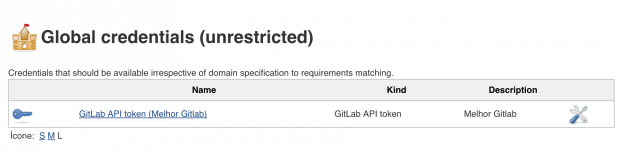 Global credentials (unrestricted)
Credentials that should be available irrespective of domain specification to requirements matching.
Name Kind Description
GitLab API token (Melhor Gitlab) GitLab API token Melhor Gitlab
Ícone: S M L